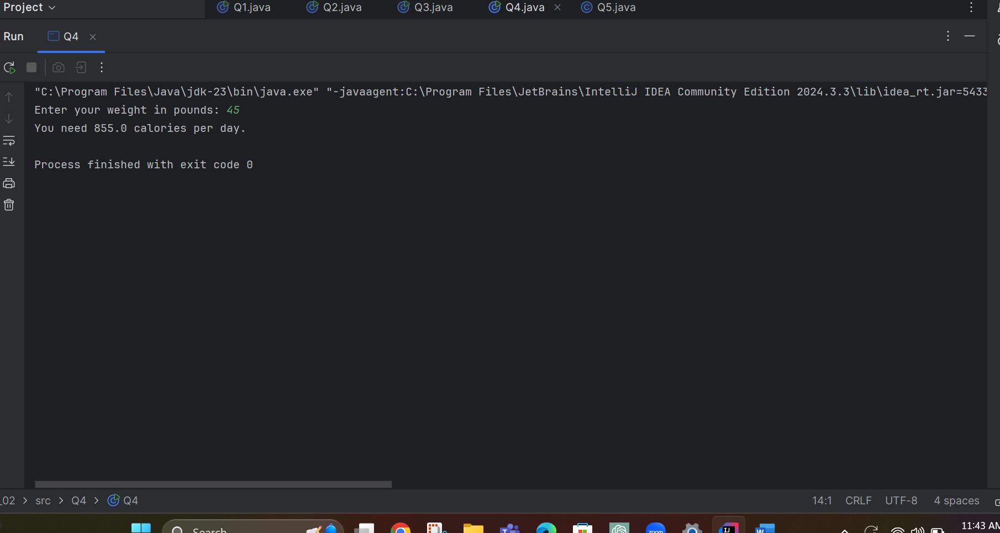 Project
Q1.java
Q2.java
Q3.java
Q4.java
Q5.java
Run
Q4
"C:\Program Files\Java\jdk-23\bin\java.exe" "-javaagent:C:\Program Files\JetBrains\IntelliJ IDEA Community Edition 2024.3.3\lib\idea_rt.jar=5433
Enter your weight in pounds: 45
You need 855.0 calories per day.
Process finished with exit code 0
_02 > src > Q4 > Q4
14:1 CRLF UTF-8 4 spaces
Search
zoom
IJ
W
11:43 AM